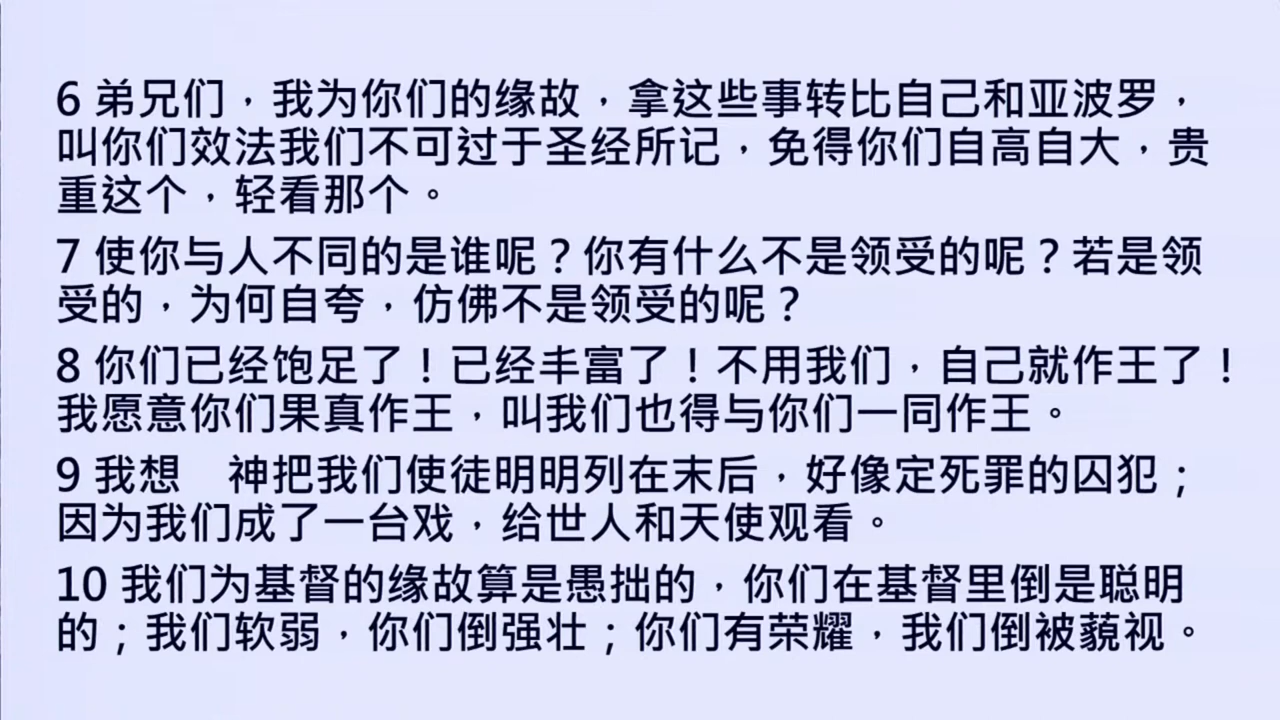 6 弟兄们，我为你们的缘故，拿这些事转比自己和亚波罗，
叫你们效法我们不可过于圣经所记，免得你们自高自大，贵
重这个，轻看那个。
7 使你与人不同的是谁呢？你有什么不是领受的呢？若是领
受的，为何自夸，仿佛不是领受的呢？
8 你们已经饱足了！已经丰富了！不用我们，自己就作王了！
我愿意你们果真作王，叫我们也得与你们一同作王。
9 我想　神把我们使徒明明列在末后，好像定死罪的囚犯；
因为我们成了一台戏，给世人和天使观看。
10 我们为基督的缘故算是愚拙的，你们在基督里倒是聪明
的；我们软弱，你们倒强壮；你们有荣耀，我们倒被藐视。